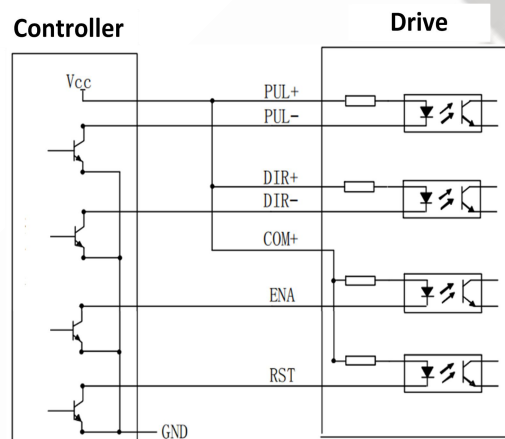 Controller
Drive
Vcc
PUL+
PUL-
DIR+
DIR-
COM+
ENA
RST
GND